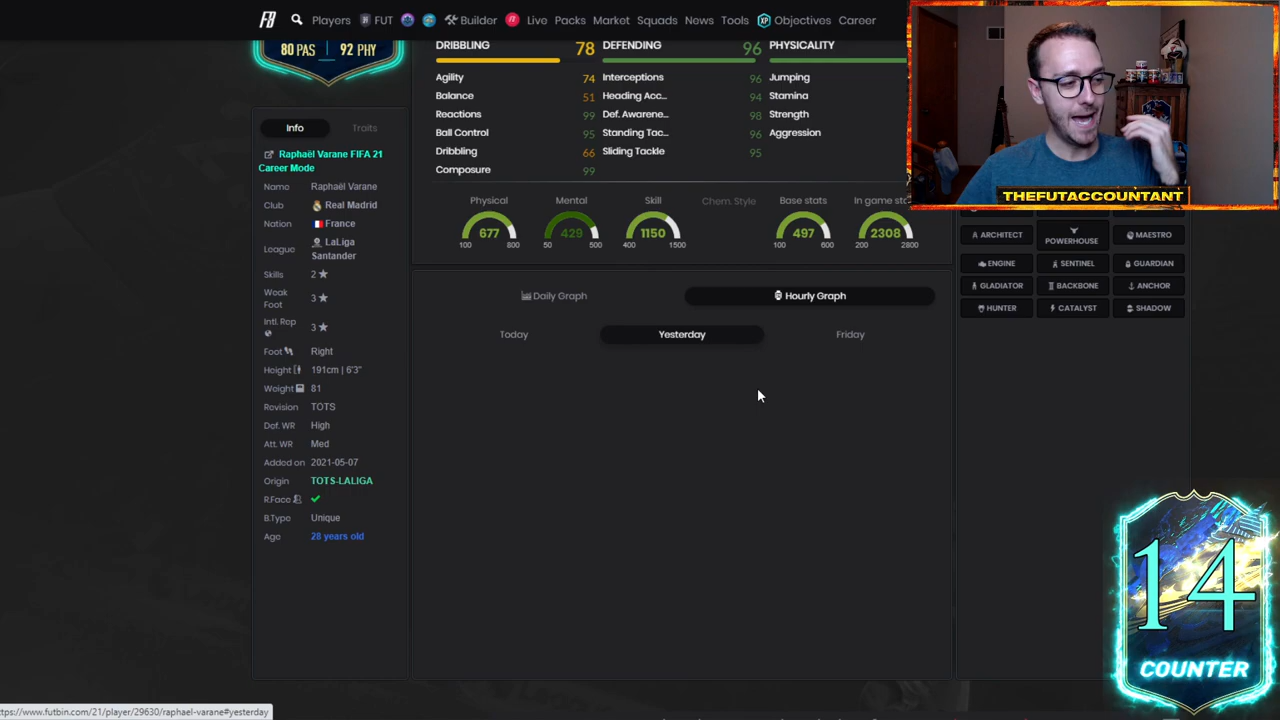 Players FUT Builder Live Packs Market Squads News Tools XP Objectives Career
80 PAS 92 PHY
DRIBBLING 78 DEFENDING 96 PHYSICALITY
Agility 74 Interceptions 96 Jumping
Balance 51 Heading Acc... 94 Stamina
Reactions 99 Def. Awarene... 98 Strength
Ball Control 95 Standing Tac... 96 Aggression
Dribbling 66 Sliding Tackle 95
Composure 99
THEFUTACCOUNTANT
Info Traits
Raphaël Varane FIFA 21
Career Mode
Name Raphaël Varane
Club Real Madrid
Nation France
League LaLiga
Santander
Skills 2
Weak
Foot 3
Intl. Rep 3
Foot Right
Height 191cm | 6'3"
Weight 81
Revision TOTS
Def. WR High
Att. WR Med
Added on 2021-05-07
Origin TOTS-LALIGA
R.Face
B.Type Unique
Age 28 years old
Physical Mental Skill Chem. Style Base stats In game stats
677 429 1150 497 2308
100 800 50 500 400 1500 100 600 200 2800
Daily Graph Hourly Graph
Today Yesterday Friday
ARCHITECT POWERHOUSE MAESTRO
ENGINE SENTINEL GUARDIAN
GLADIATOR BACKBONE ANCHOR
HUNTER CATALYST SHADOW
14
COUNTER
ttps://www.futbin.com/21/player/29630/raphael-varane#yesterday